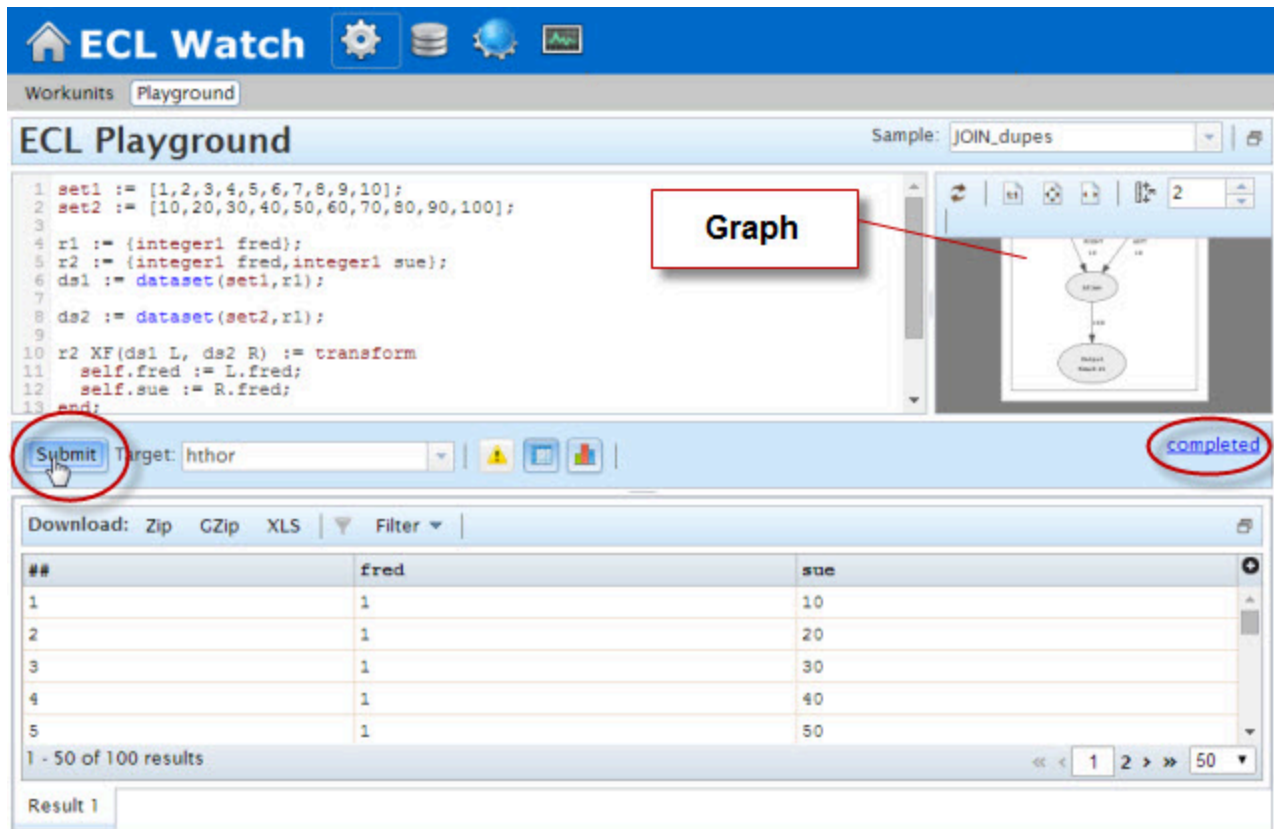 ECL Watch
Workunits Playground
ECL Playground
Sample: JOIN_dupes
1 set1 := [1,2,3,4,5,6,7,8,9,10];
2 set2 := [10,20,30,40,50,60,70,80,90,100];
3
4 r1 := {integer1 fred};
5 r2 := {integer1 fred,integer1 sue};
6 ds1 := dataset(set1,r1);
7
8 ds2 := dataset(set2,r1);
9
10 r2 XF(ds1 L, ds2 R) := transform
11 self.fred := L.fred;
12 self.sue := R.fred;
13 end;
Graph
2
Submit Target: hthor
completed
Download: Zip GZip XLS Filter
## fred sue
1 1 10
2 1 20
3 1 30
4 1 40
5 1 50
1 - 50 of 100 results
« < 1 2 > » 50
Result 1